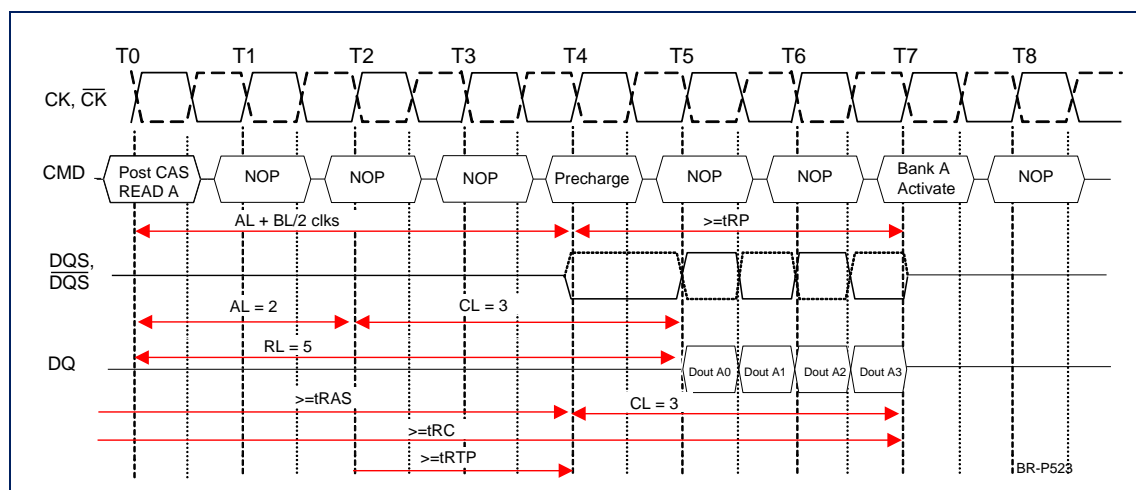 T0 T1 T2 T3 T4 T5 T6 T7 T8
CK, CK
CMD
Post CAS
READ A
NOP
NOP
NOP
Precharge
NOP
NOP
Bank A
Activate
NOP
AL + BL/2 clks
>=tRP
DQS,
DQS
AL = 2
CL = 3
RL = 5
DQ
Dout A0
Dout A1
Dout A2
Dout A3
>=tRAS
CL = 3
>=tRC
>=tRTP
BR-P523